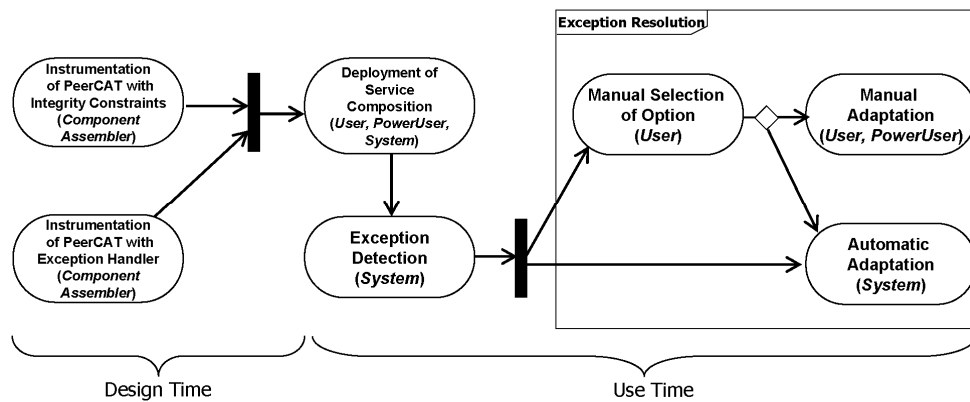 Exception Resolution
Instrumentation
of PeerCAT with
Integrity Constraints
(Component
Assembler)
Deployment of
Service
Composition
(User, PowerUser,
System)
Manual Selection
of Option
(User)
Manual
Adaptation
(User, PowerUser)
Instrumentation
of PeerCAT with
Exception Handler
(Component
Assembler)
Exception
Detection
(System)
Automatic
Adaptation
(System)
Design Time
Use Time